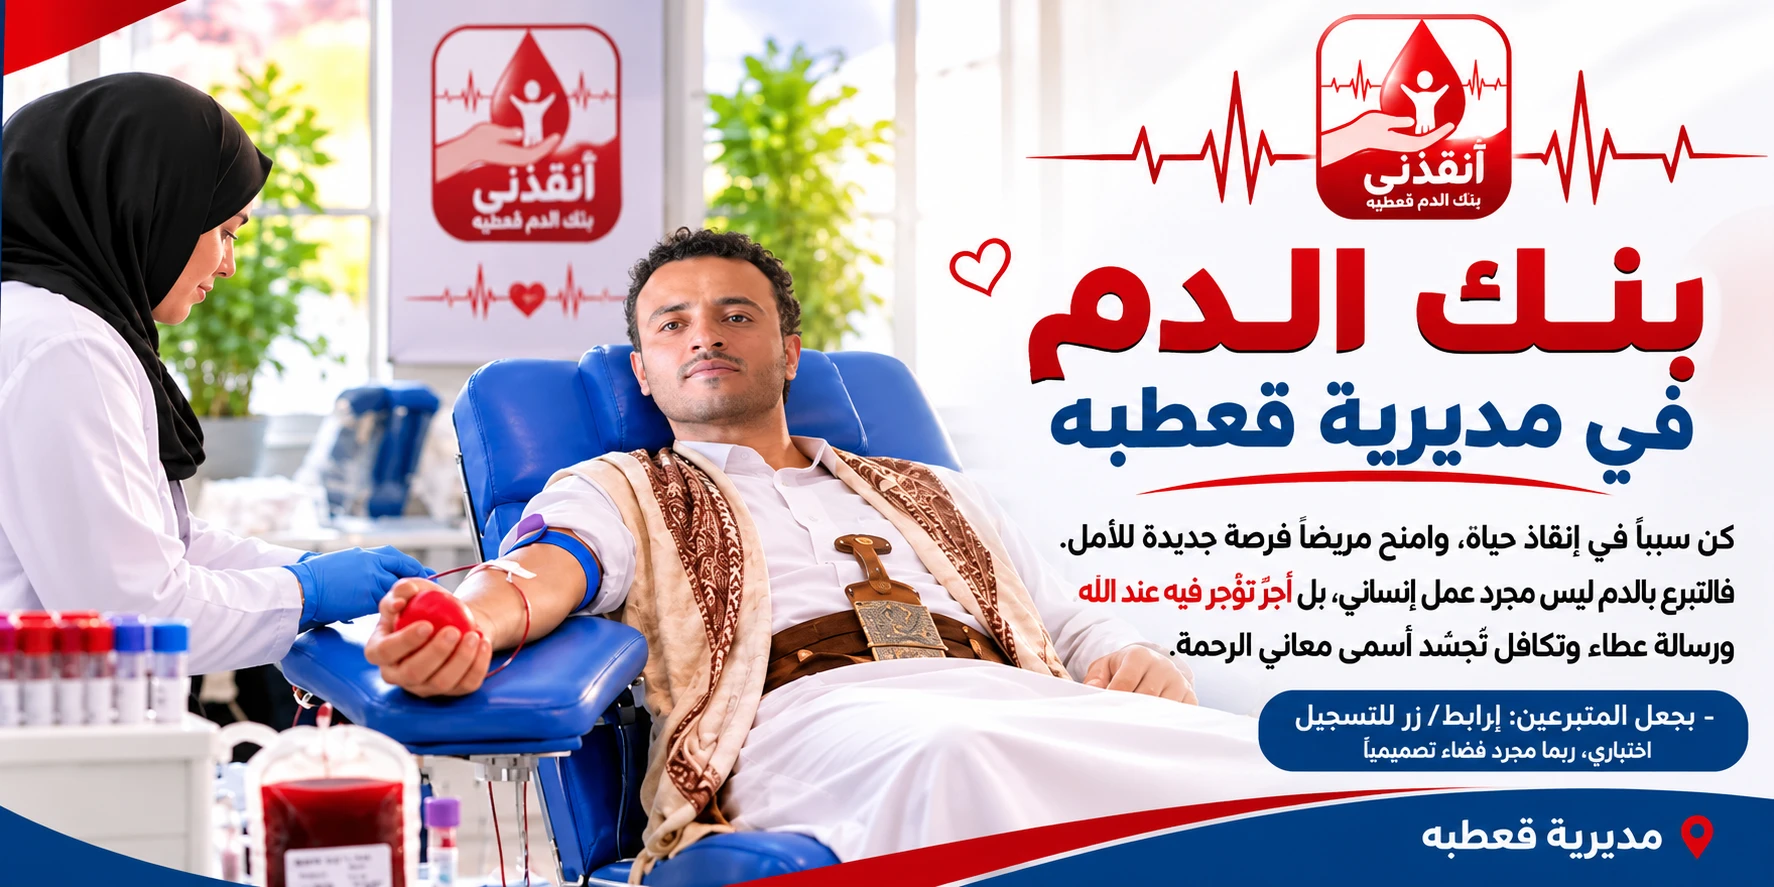 أنقذني
بنك الدم قعطبه
أنقذني
بنك الدم قعطبه
بنك الدم
في مديرية قعطبه
كن سبباً في إنقاذ حياة، وامنح مريضاً فرصة جديدة للأمل.
فالتبرع بالدم ليس مجرد عمل إنساني، بل أجرٌ تؤجر فيه عند الله
ورسالة عطاء وتكافل تُجسّد أسمى معاني الرحمة.
- بجعل المتبرعين: إرابط/ زر للتسجيل
اختباري، ربما مجرد فضاء تصميمياً
مديرية قعطبه